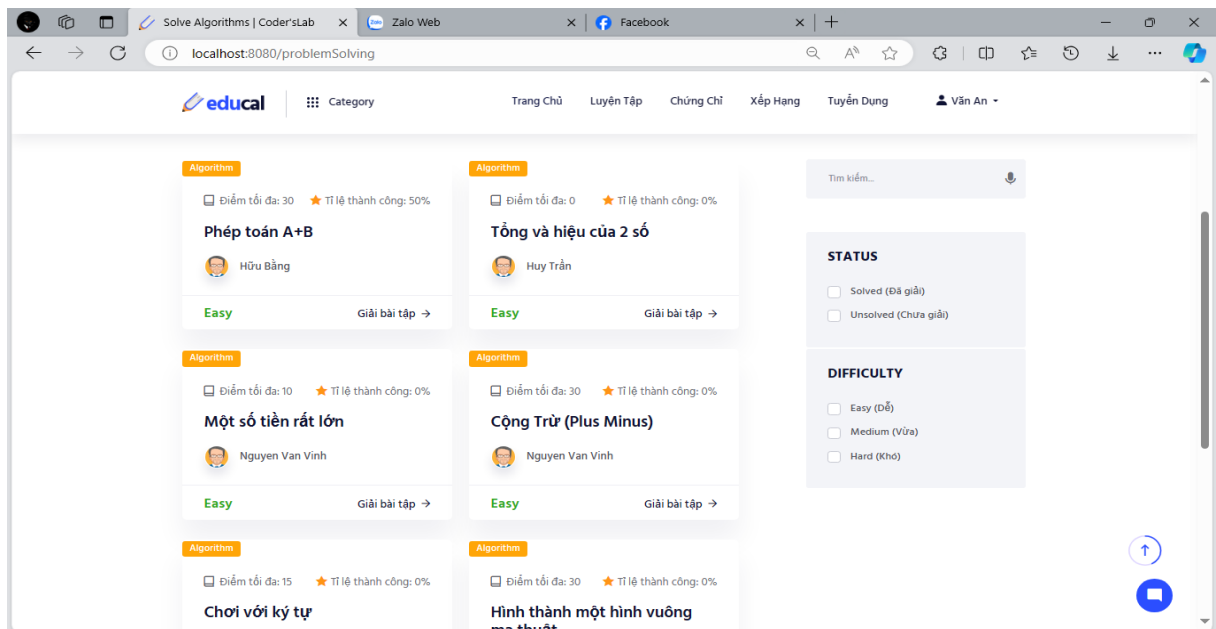 Solve Algorithms | Coder'sLab
Zalo Web
Facebook
localhost:8080/problemSolving
educal
Category
Trang Chủ
Luyện Tập
Chứng Chỉ
Xếp Hạng
Tuyển Dụng
Văn An
Algorithm
Điểm tối đa: 30
Tỉ lệ thành công: 50%
Phép toán A+B
Hữu Bằng
Easy
Giải bài tập →
Algorithm
Điểm tối đa: 0
Tỉ lệ thành công: 0%
Tổng và hiệu của 2 số
Huy Trần
Easy
Giải bài tập →
Algorithm
Điểm tối đa: 10
Tỉ lệ thành công: 0%
Một số tiền rất lớn
Nguyen Van Vinh
Easy
Giải bài tập →
Algorithm
Điểm tối đa: 30
Tỉ lệ thành công: 0%
Cộng Trừ (Plus Minus)
Nguyen Van Vinh
Easy
Giải bài tập →
Algorithm
Điểm tối đa: 15
Tỉ lệ thành công: 0%
Chơi với ký tự
Algorithm
Điểm tối đa: 30
Tỉ lệ thành công: 0%
Hình thành một hình vuông
Tìm kiếm...
STATUS
Solved (Đã giải)
Unsolved (Chưa giải)
DIFFICULTY
Easy (Dễ)
Medium (Vừa)
Hard (Khó)